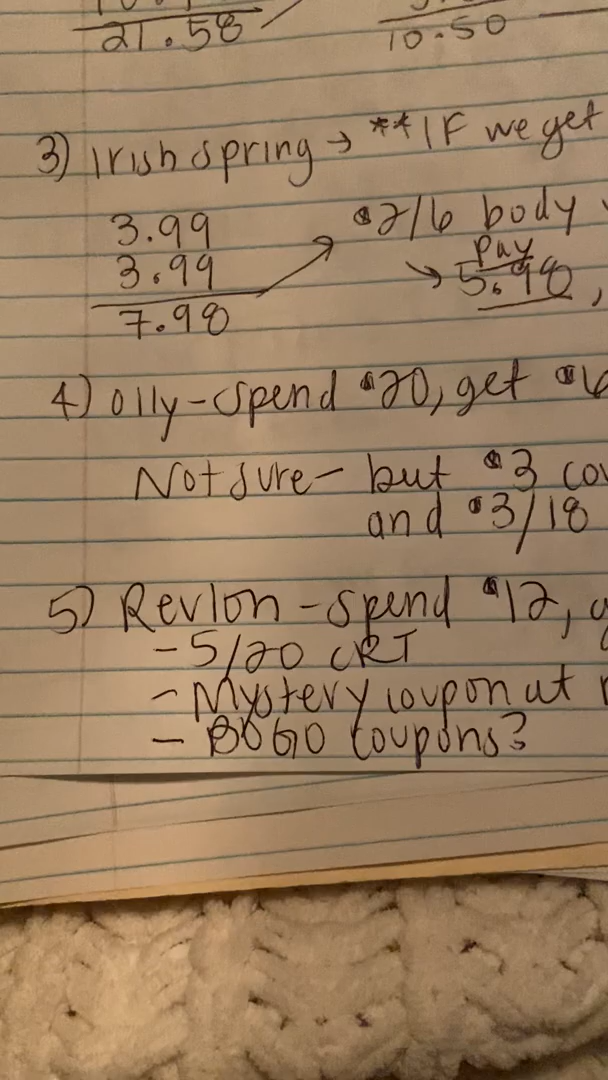 21.58
10.50
3) Irish spring → **IF we get
3.99
3.99
7.98
$2/6 body
Pay
→ 5.98,
4) Olly - spend $20, get $6
Not sure - but $3 cou
and $3/18
5) Revlon - spend $12, g
- 5/20 CRT
- Mystery coupon at
- BOGO coupons?